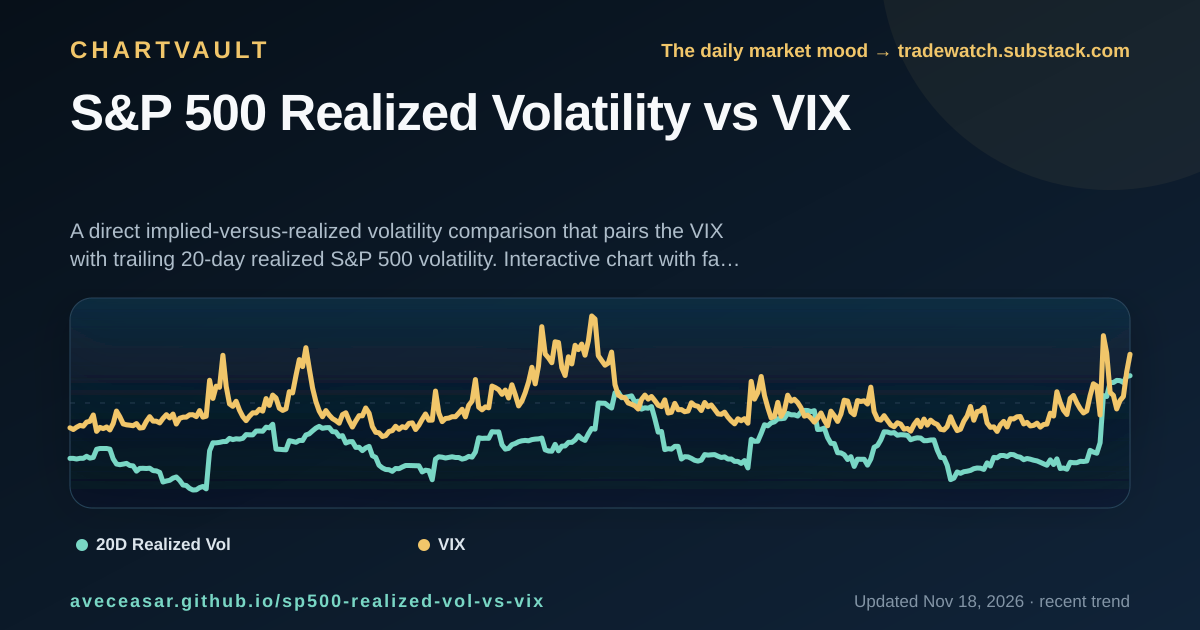 CHARTVAULT
The daily market mood → tradewatch.substack.com
S&P 500 Realized Volatility vs VIX
A direct implied-versus-realized volatility comparison that pairs the VIX
with trailing 20-day realized S&P 500 volatility. Interactive chart with fa…
20D Realized Vol
VIX
aveceasar.github.io/sp500-realized-vol-vs-vix
Updated Nov 18, 2026 · recent trend